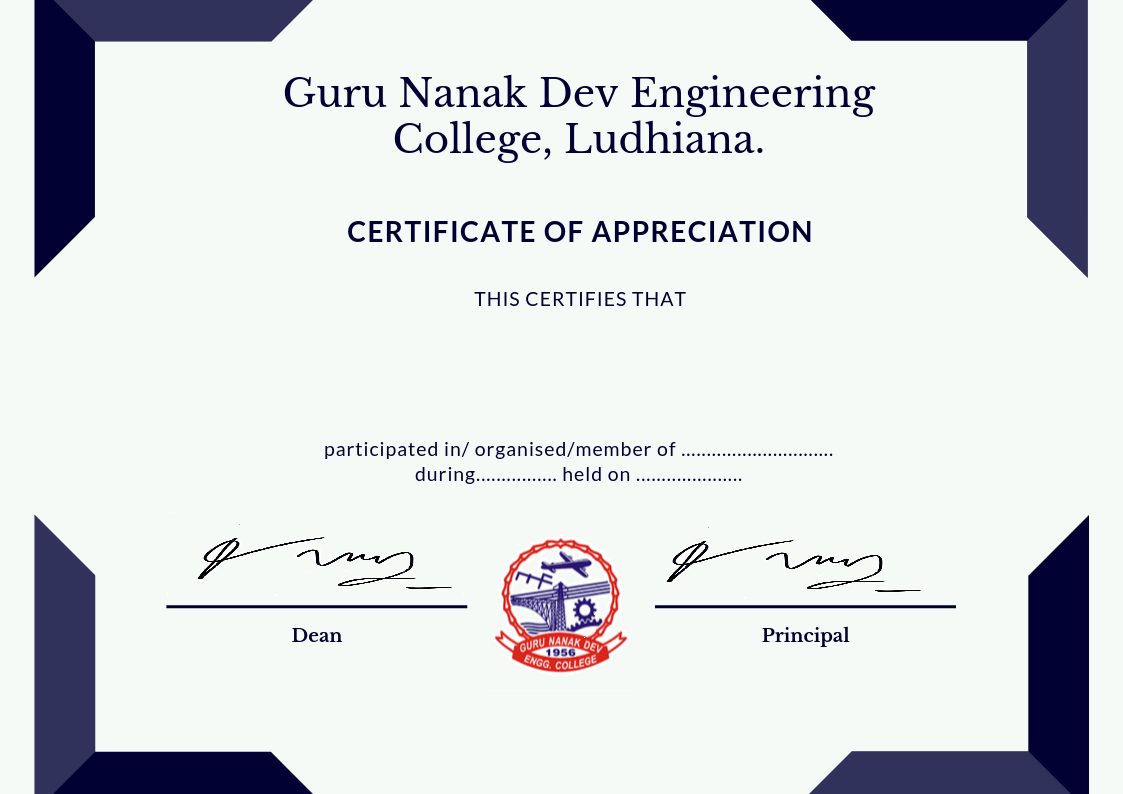 Guru Nanak Dev Engineering
College, Ludhiana.
CERTIFICATE OF APPRECIATION
THIS CERTIFIES THAT
participated in/ organised/member of ..............................
during................ held on .....................
Dean
Principal
GURU NANAK DEV
1956
ENGG. COLLEGE